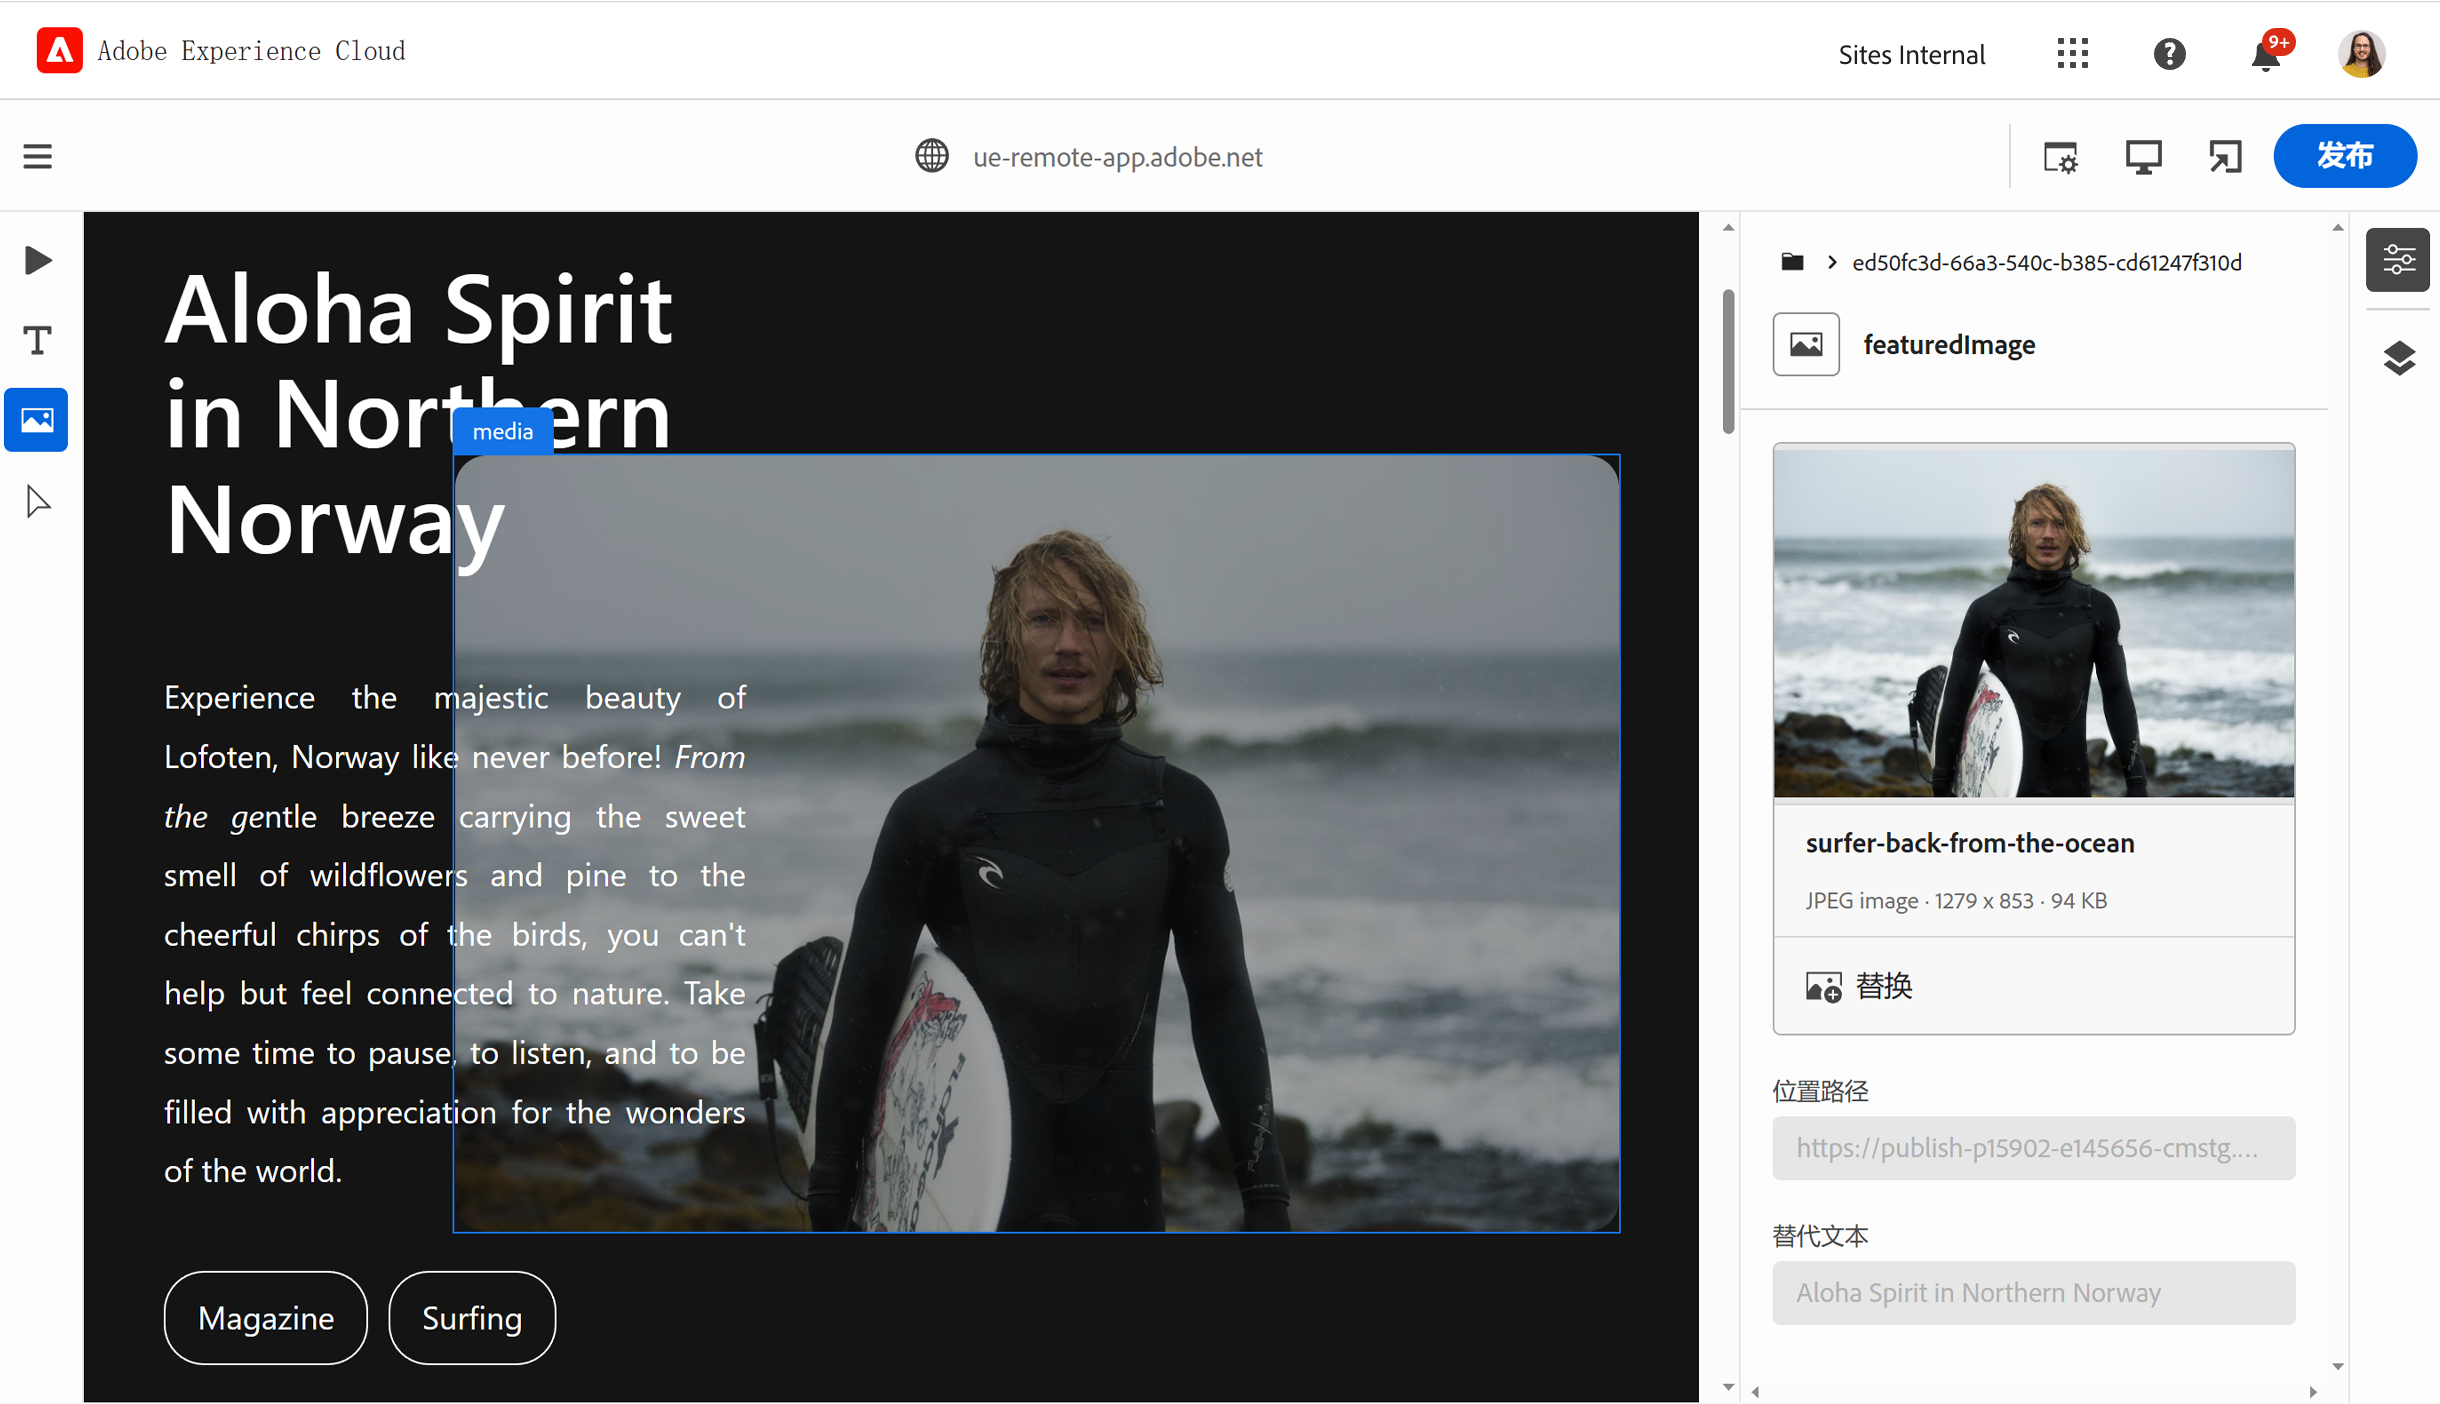 Adobe Experience Cloud
Sites Internal
9+
ue-remote-app.adobe.net
发布
Aloha Spirit
in Northern
Norway
media
Experience the majestic beauty of
Lofoten, Norway like never before! From
the gentle breeze carrying the sweet
smell of wildflowers and pine to the
cheerful chirps of the birds, you can't
help but feel connected to nature. Take
some time to pause, to listen, and to be
filled with appreciation for the wonders
of the world.
Magazine
Surfing
ed50fc3d-66a3-540c-b385-cd61247f310d
featuredImage
surfer-back-from-the-ocean
JPEG image · 1279 x 853 · 94 KB
替换
位置路径
https://publish-p15902-e145656-cmstg....
替代文本
Aloha Spirit in Northern Norway